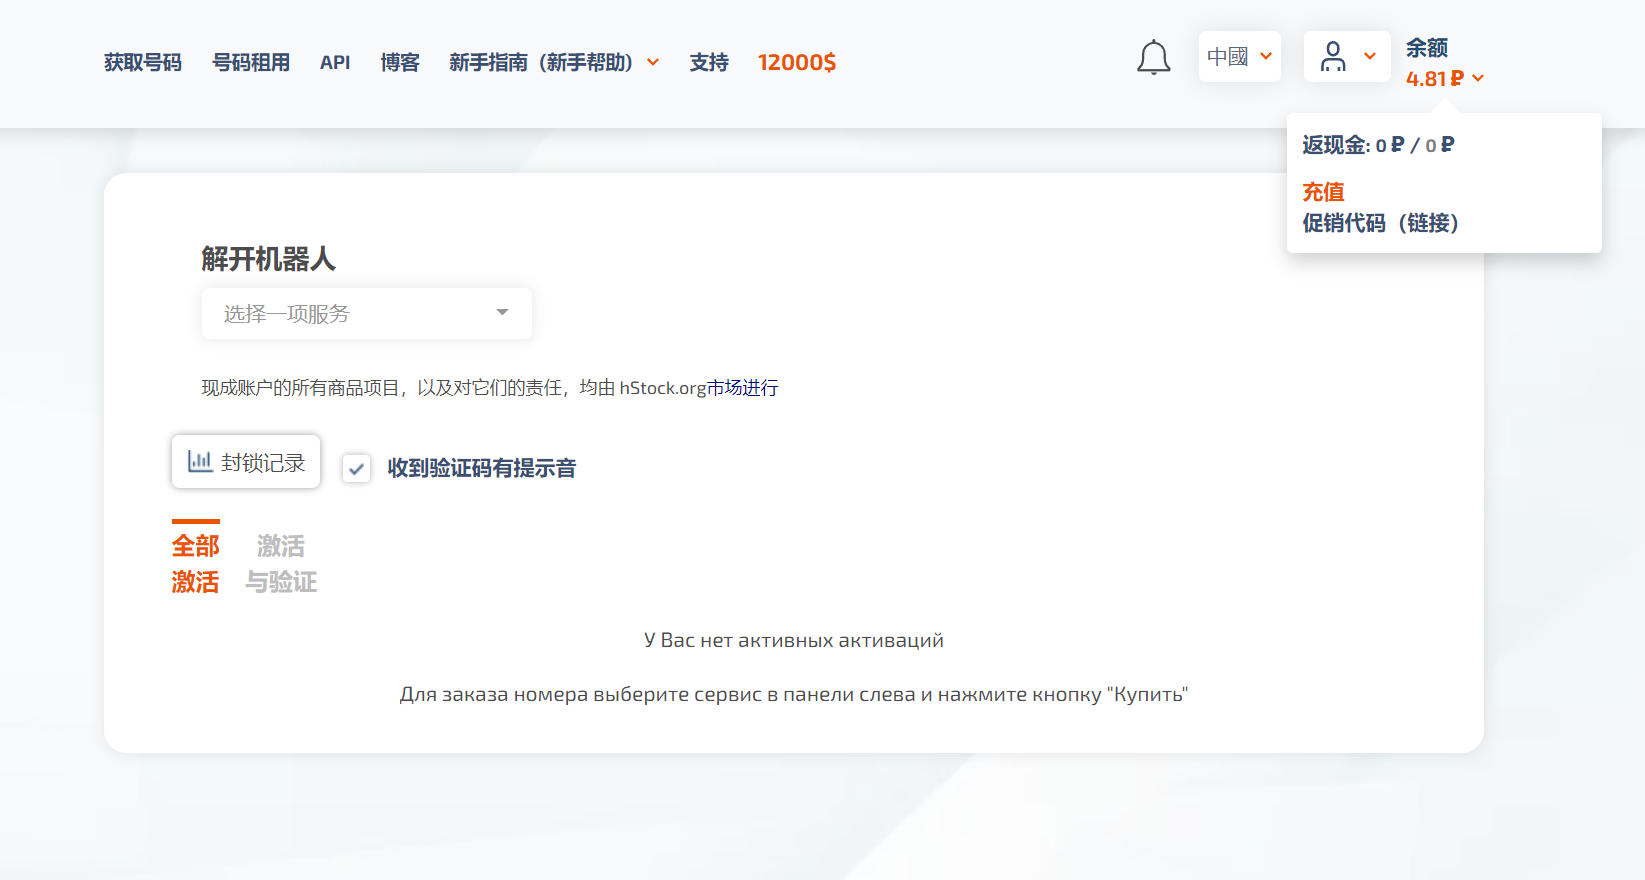 获取号码 号码租用 API 博客 新手指南（新手帮助） 支持 12000$
中國
余额
4.81 ₽
返现金: 0 ₽ / 0 ₽
充值
促销代码（链接）
解开机器人
选择一项服务
现成账户的所有商品项目，以及对它们的责任，均由 hStock.org市场进行
封锁记录
收到验证码有提示音
全部
激活
激活
与验证
У Вас нет активных активаций
Для заказа номера выберите сервис в панели слева и нажмите кнопку "Купить"